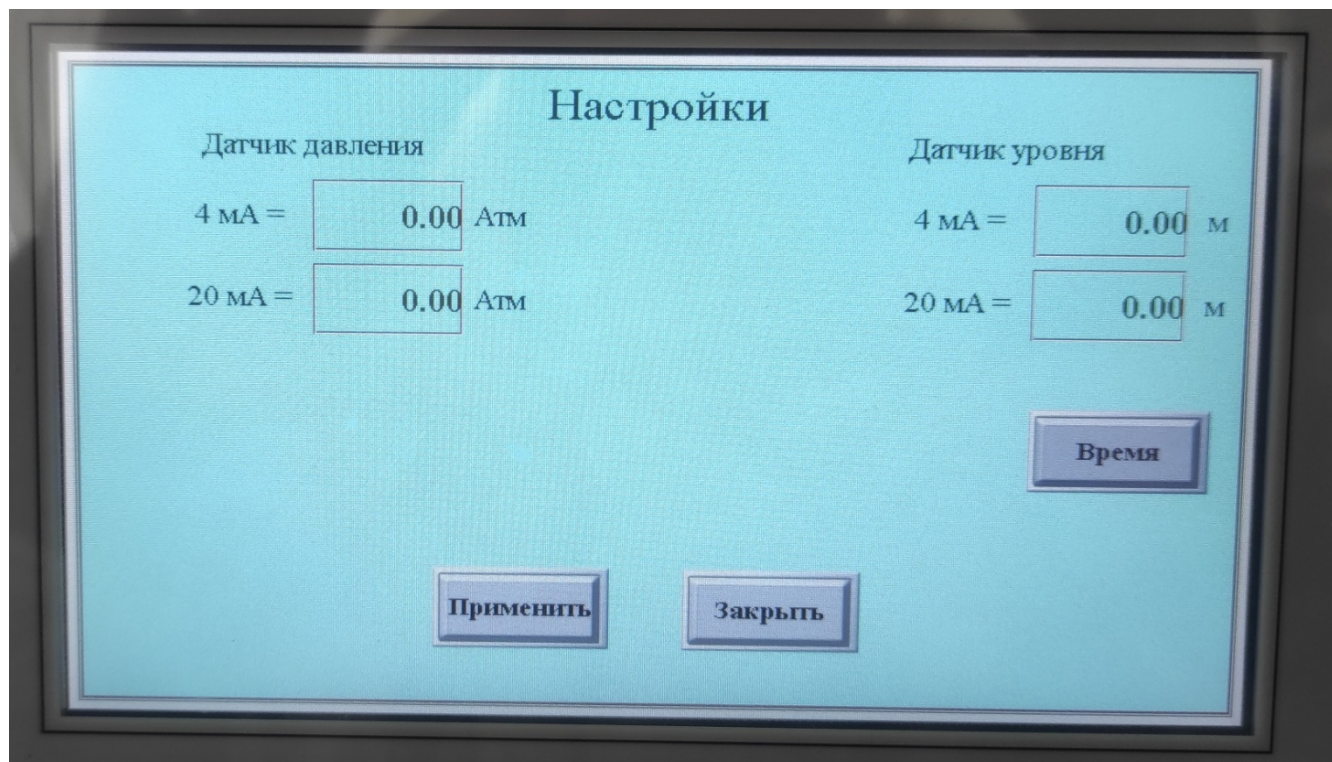 Настройки
Датчик давления
4 мА = 0.00 Атм
20 мА = 0.00 Атм
Датчик уровня
4 мА = 0.00 м
20 мА = 0.00 м
Время
Применить
Закрыть